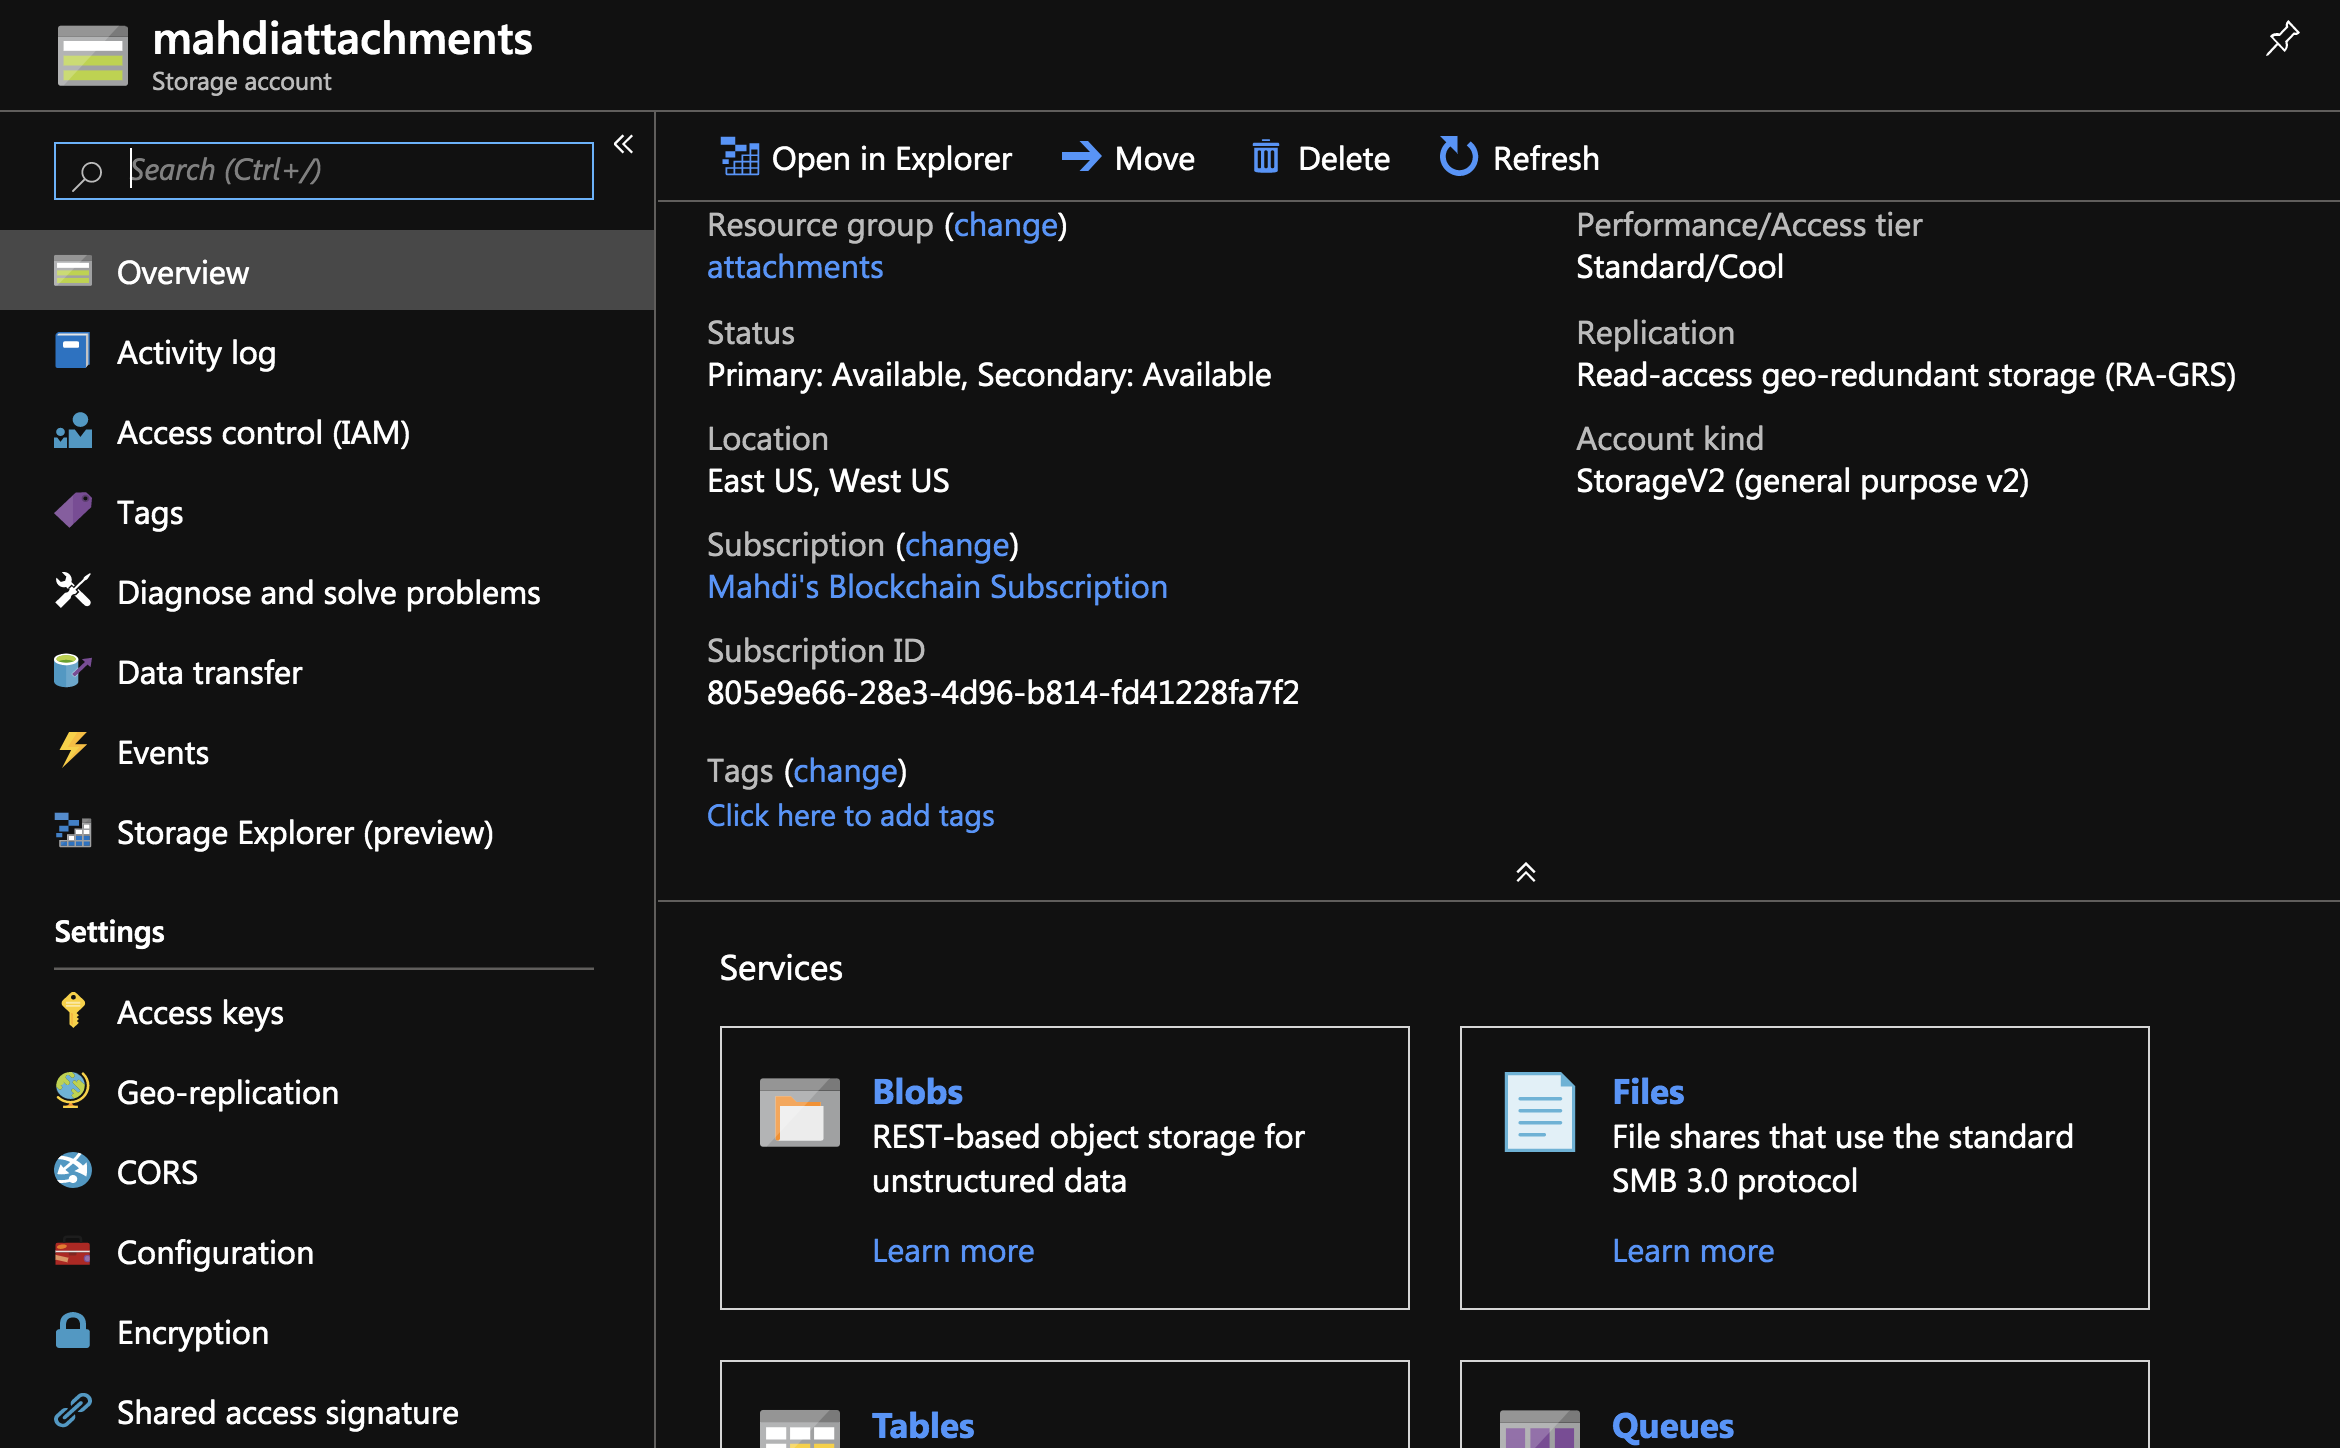 mahdiattachments
Storage account
Search (Ctrl+/)
Overview
Activity log
Access control (IAM)
Tags
Diagnose and solve problems
Data transfer
Events
Storage Explorer (preview)
Settings
Access keys
Geo-replication
CORS
Configuration
Encryption
Shared access signature
Open in Explorer
Move
Delete
Refresh
Resource group (change)
attachments
Status
Primary: Available, Secondary: Available
Location
East US, West US
Subscription (change)
Mahdi's Blockchain Subscription
Subscription ID
805e9e66-28e3-4d96-b814-fd41228fa7f2
Tags (change)
Click here to add tags
Performance/Access tier
Standard/Cool
Replication
Read-access geo-redundant storage (RA-GRS)
Account kind
StorageV2 (general purpose v2)
Services
Blobs
REST-based object storage for
unstructured data
Learn more
Files
File shares that use the standard
SMB 3.0 protocol
Learn more
Tables
Queues